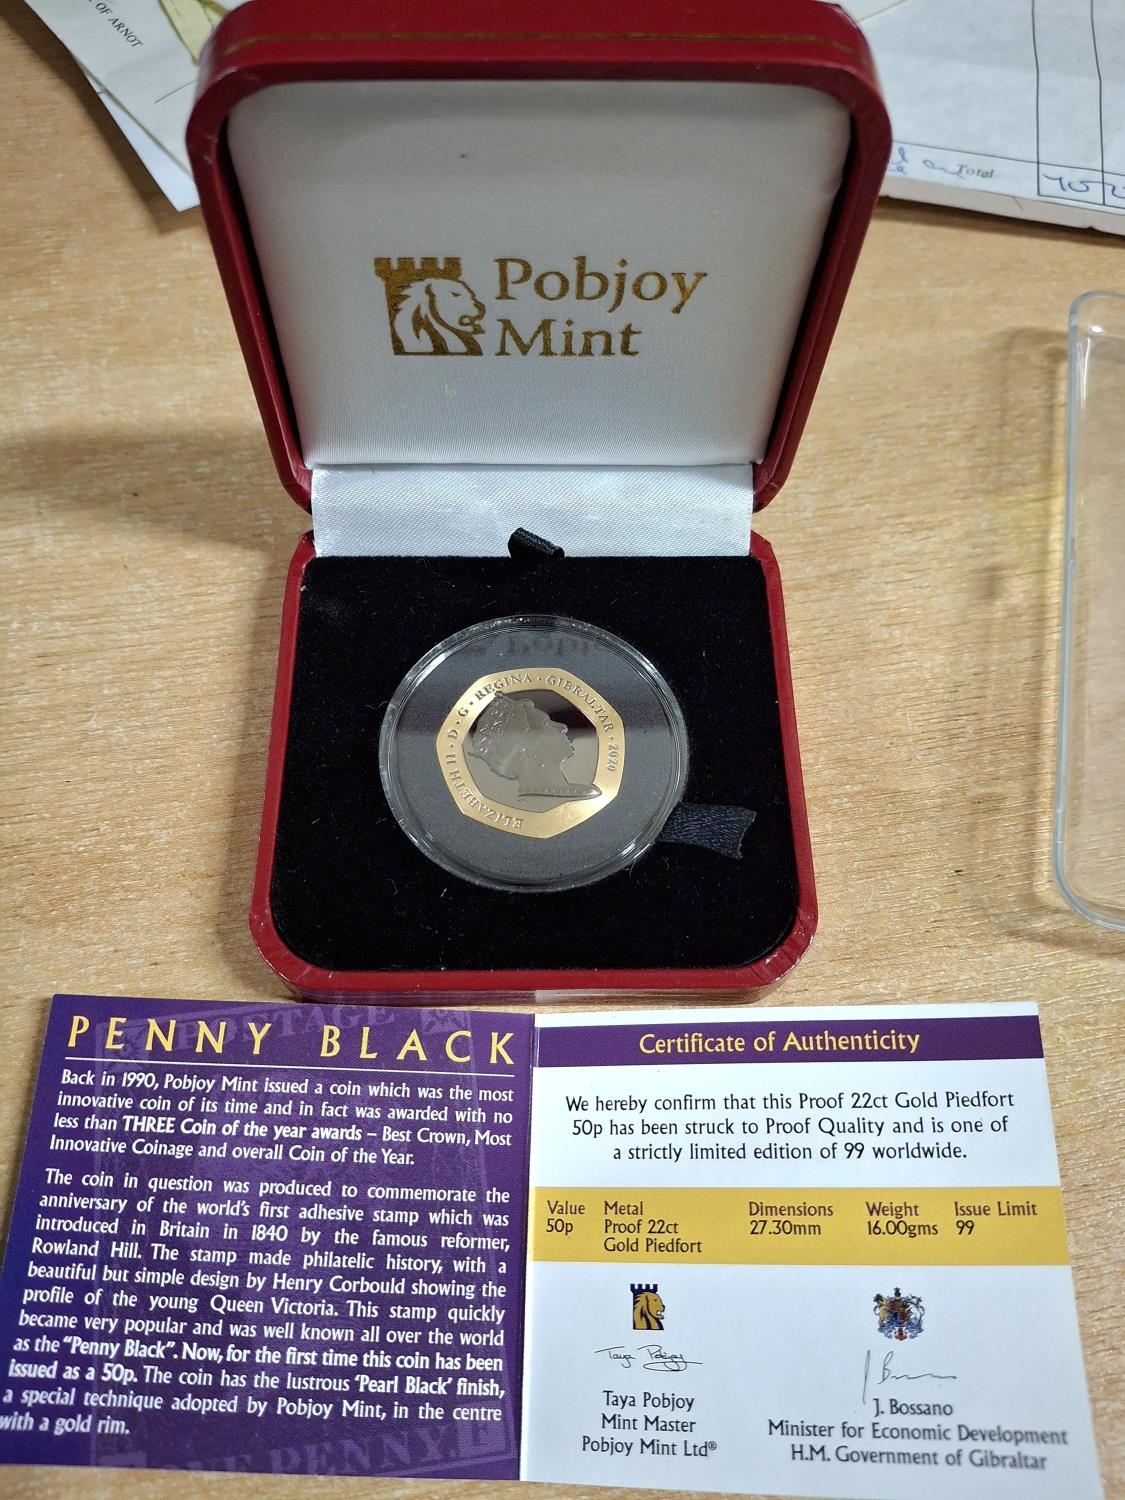 OF ARNOT
Total
Pobjoy
Mint
ELIZABETH II · D · G · REGINA · GIBRALTAR · 2020
PENNY BLACK
Back in 1990, Pobjoy Mint issued a coin which was the most
innovative coin of its time and in fact was awarded with no
less than THREE Coin of the year awards – Best Crown, Most
Innovative Coinage and overall Coin of the Year.
The coin in question was produced to commemorate the
anniversary of the world's first adhesive stamp which was
introduced in Britain in 1840 by the famous reformer,
Rowland Hill. The stamp made philatelic history, with a
beautiful but simple design by Henry Corbould showing the
profile of the young Queen Victoria. This stamp quickly
became very popular and was well known all over the world
as the "Penny Black". Now, for the first time this coin has been
issued as a 50p. The coin has the lustrous 'Pearl Black' finish,
a special technique adopted by Pobjoy Mint, in the centre
with a gold rim.
Certificate of Authenticity
We hereby confirm that this Proof 22ct Gold Piedfort
50p has been struck to Proof Quality and is one of
a strictly limited edition of 99 worldwide.
Value Metal Dimensions Weight Issue Limit
50p Proof 22ct 27.30mm 16.00gms 99
Gold Piedfort
Taya Pobjoy
Mint Master
Pobjoy Mint Ltd®
J. Bossano
Minister for Economic Development
H.M. Government of Gibraltar